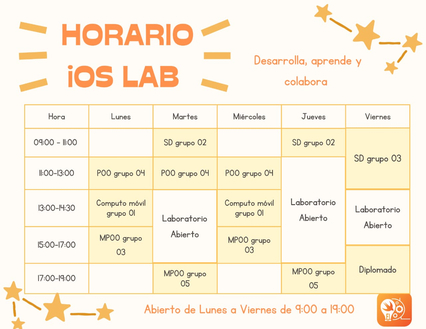 HORARIO
iOS LAB
Desarrolla, aprende y
colabora
Hora Lunes Martes Miércoles Jueves Viernes
09:00 - 11:00 SD grupo 02 SD grupo 02
SD grupo 03
11:00-13:00 POO grupo 04 POO grupo 04 POO grupo 04
13:00-14:30 Computo móvil
grupo 01
Laboratorio
Abierto
Computo móvil
grupo 01
Laboratorio
Abierto
Laboratorio
Abierto
15:00-17:00 MPOO grupo
03
MPOO grupo
03
17:00-19:00 MPOO grupo
05
MPOO grupo
05
Diplomado
Abierto de Lunes a Viernes de 9:00 a 19:00